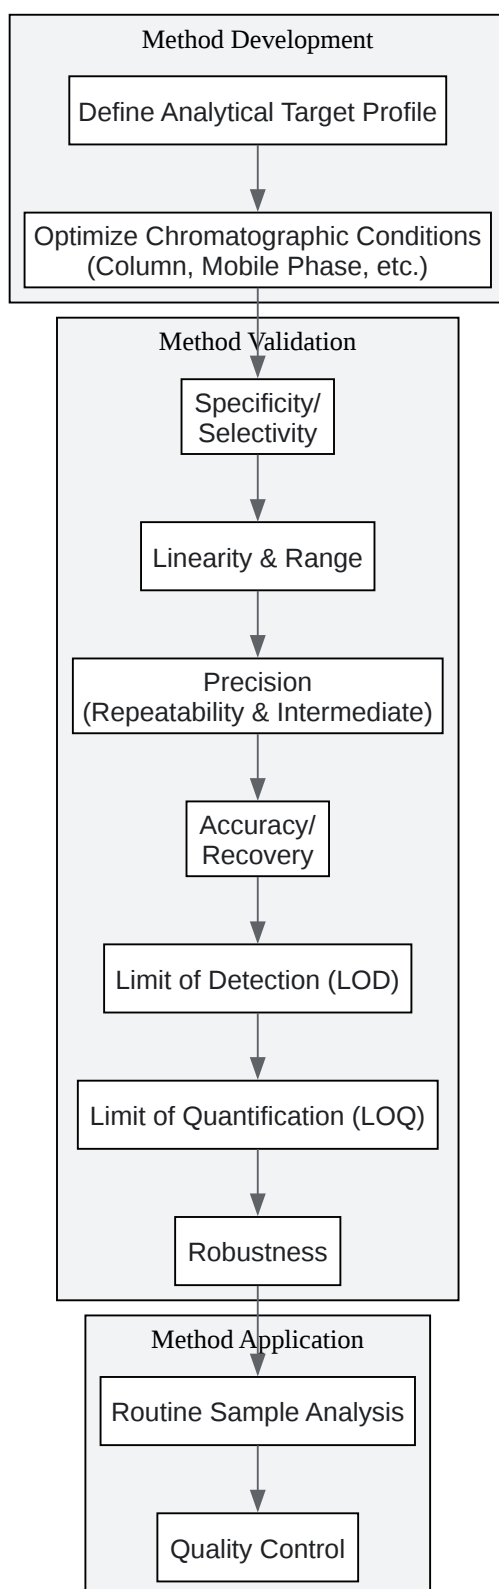 Method Development
Define Analytical Target Profile
Optimize Chromatographic Conditions
(Column, Mobile Phase, etc.)
Method Validation
Specificity/
Selectivity
Linearity & Range
Precision
(Repeatability & Intermediate)
Accuracy/
Recovery
Limit of Detection (LOD)
Limit of Quantification (LOQ)
Robustness
Method Application
Routine Sample Analysis
Quality Control